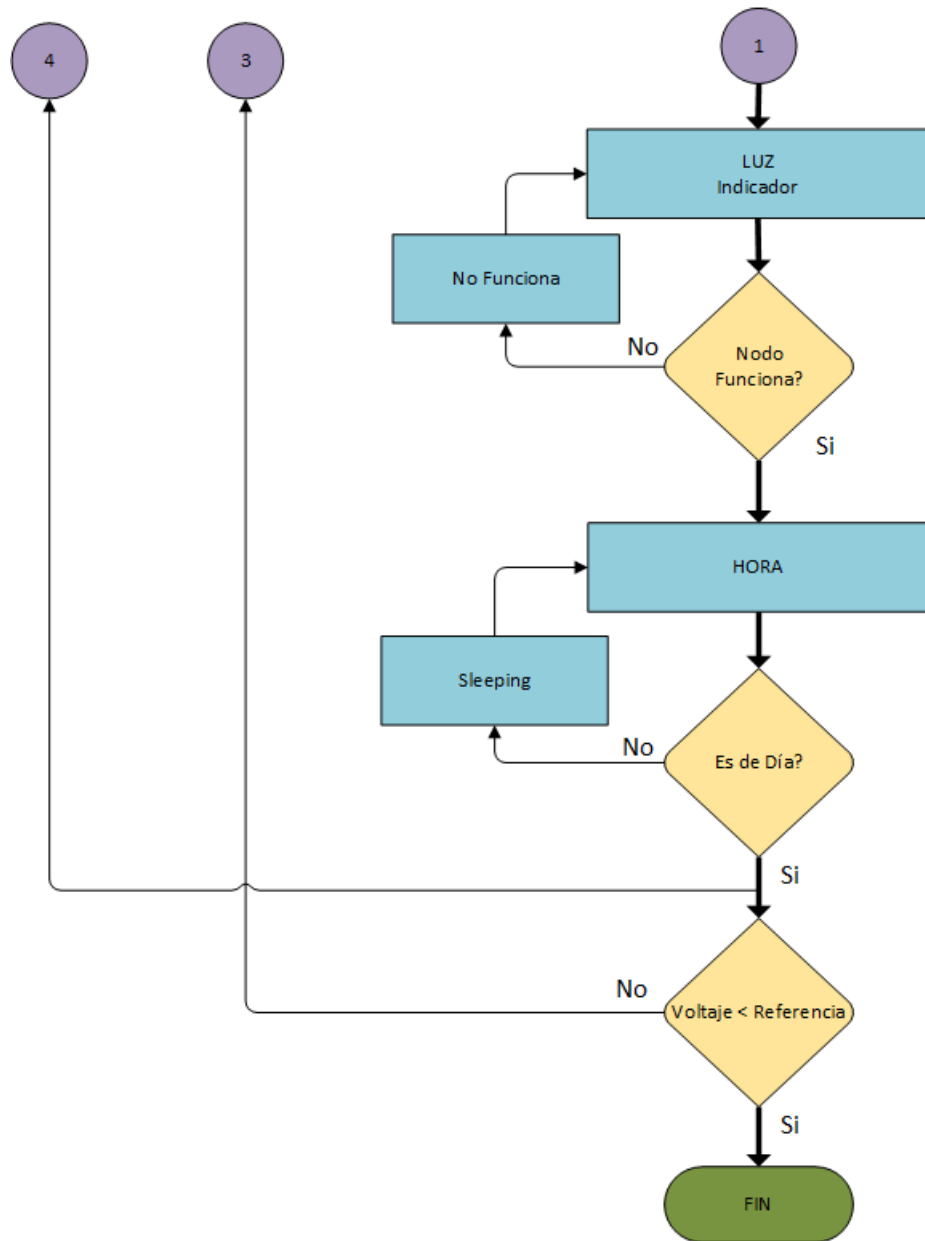 4
3
1
LUZ
Indicador
No Funciona
No
Nodo
Funciona?
Si
HORA
Sleeping
No
Es de Día?
Si
No
Voltaje < Referencia
Si
FIN